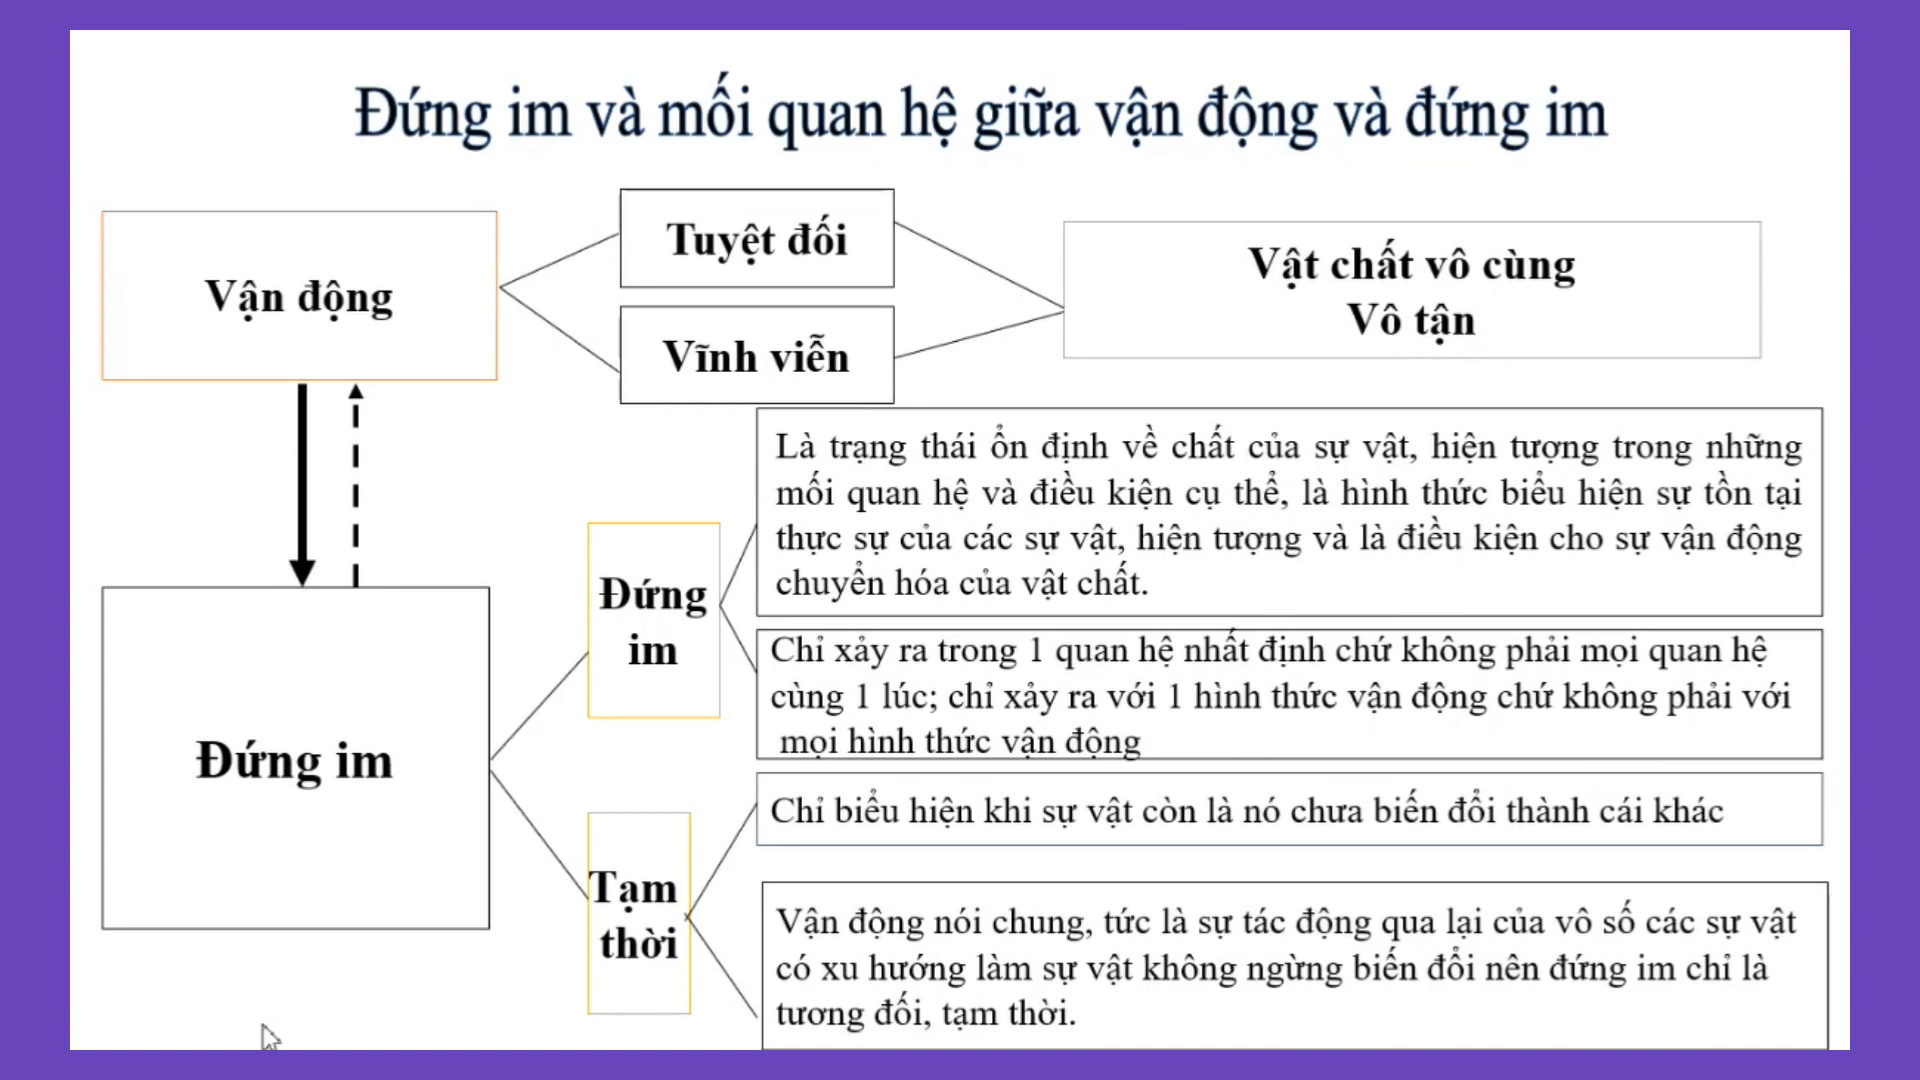 Đứng im và mối quan hệ giữa vận động và đứng im
Vận động
Tuyệt đối
Vĩnh viễn
Vật chất vô cùng
Vô tận
Đứng im
Đứng
im
Là trạng thái ổn định về chất của sự vật, hiện tượng trong những
mối quan hệ và điều kiện cụ thể, là hình thức biểu hiện sự tồn tại
thực sự của các sự vật, hiện tượng và là điều kiện cho sự vận động
chuyển hóa của vật chất.
Chỉ xảy ra trong 1 quan hệ nhất định chứ không phải mọi quan hệ
cùng 1 lúc; chỉ xảy ra với 1 hình thức vận động chứ không phải với
mọi hình thức vận động
Tạm
thời
Chỉ biểu hiện khi sự vật còn là nó chưa biến đổi thành cái khác
Vận động nói chung, tức là sự tác động qua lại của vô số các sự vật
có xu hướng làm sự vật không ngừng biến đổi nên đứng im chỉ là
tương đối, tạm thời.